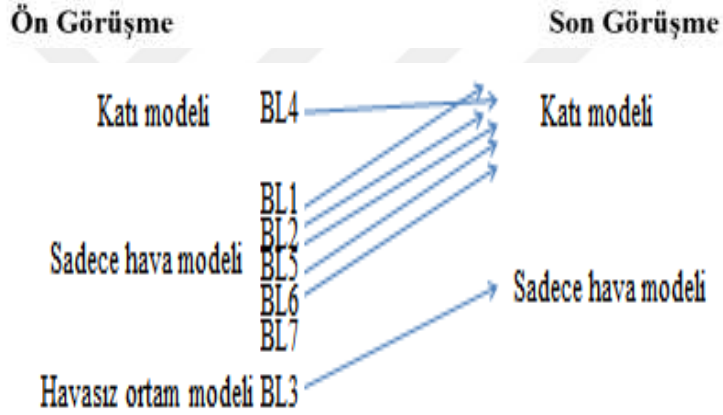 Ön Görüşme Son Görüşme
Katı modeli BL4 Katı modeli
BL1
BL2
Sadece hava modeli BL5 Sadece hava modeli
BL6
BL7
Havasız ortam modeli BL3